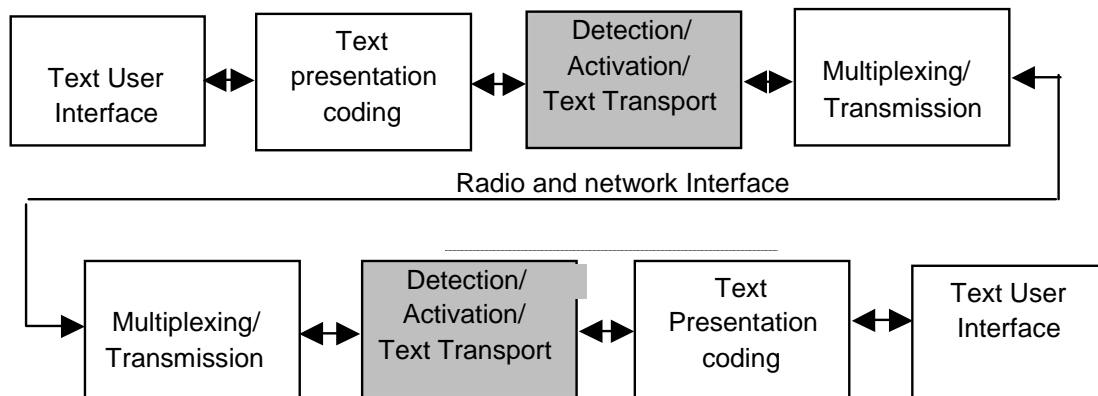 Text User
Interface
Text
presentation
coding
Detection/
Activation/
Text Transport
Multiplexing/
Transmission
Radio and network Interface
Multiplexing/
Transmission
Detection/
Activation/
Text Transport
Text
Presentation
coding
Text User
Interface